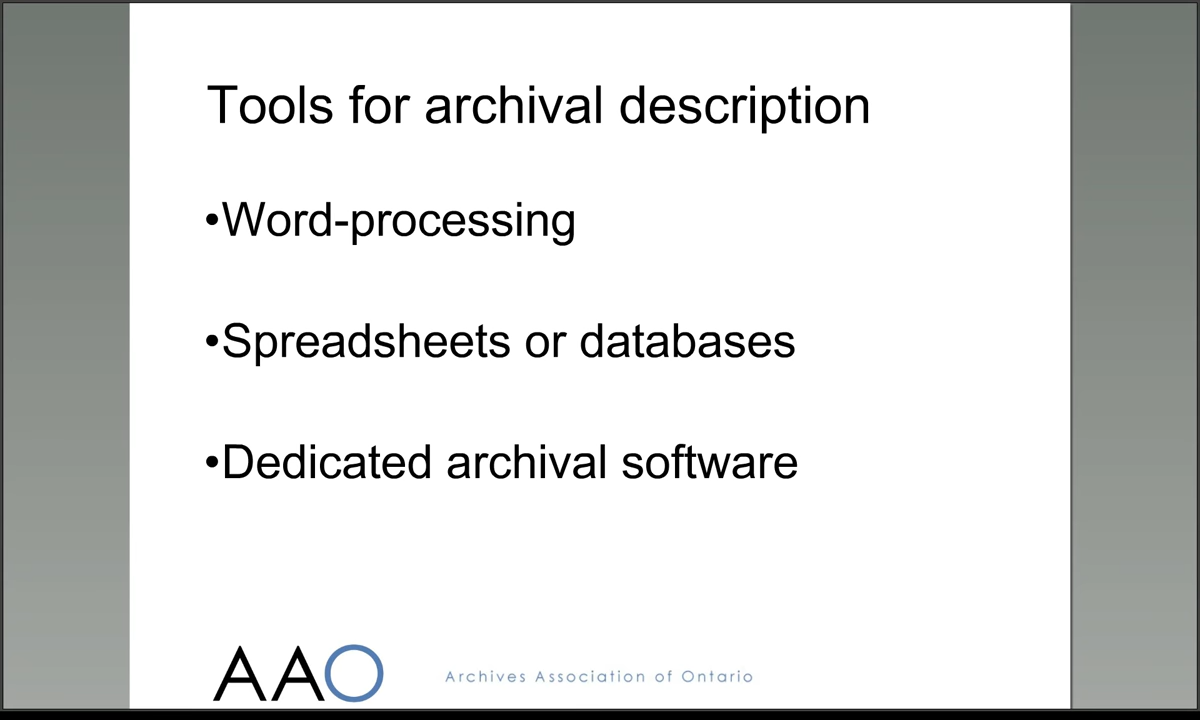 Tools for archival description
•Word-processing
•Spreadsheets or databases
•Dedicated archival software
AAO
Archives Association of Ontario